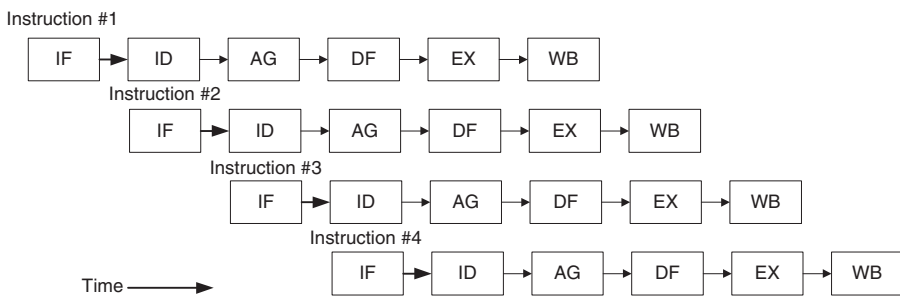 Instruction #1
IF ID AG DF EX WB
Instruction #2
IF ID AG DF EX WB
Instruction #3
IF ID AG DF EX WB
Instruction #4
IF ID AG DF EX WB
Time